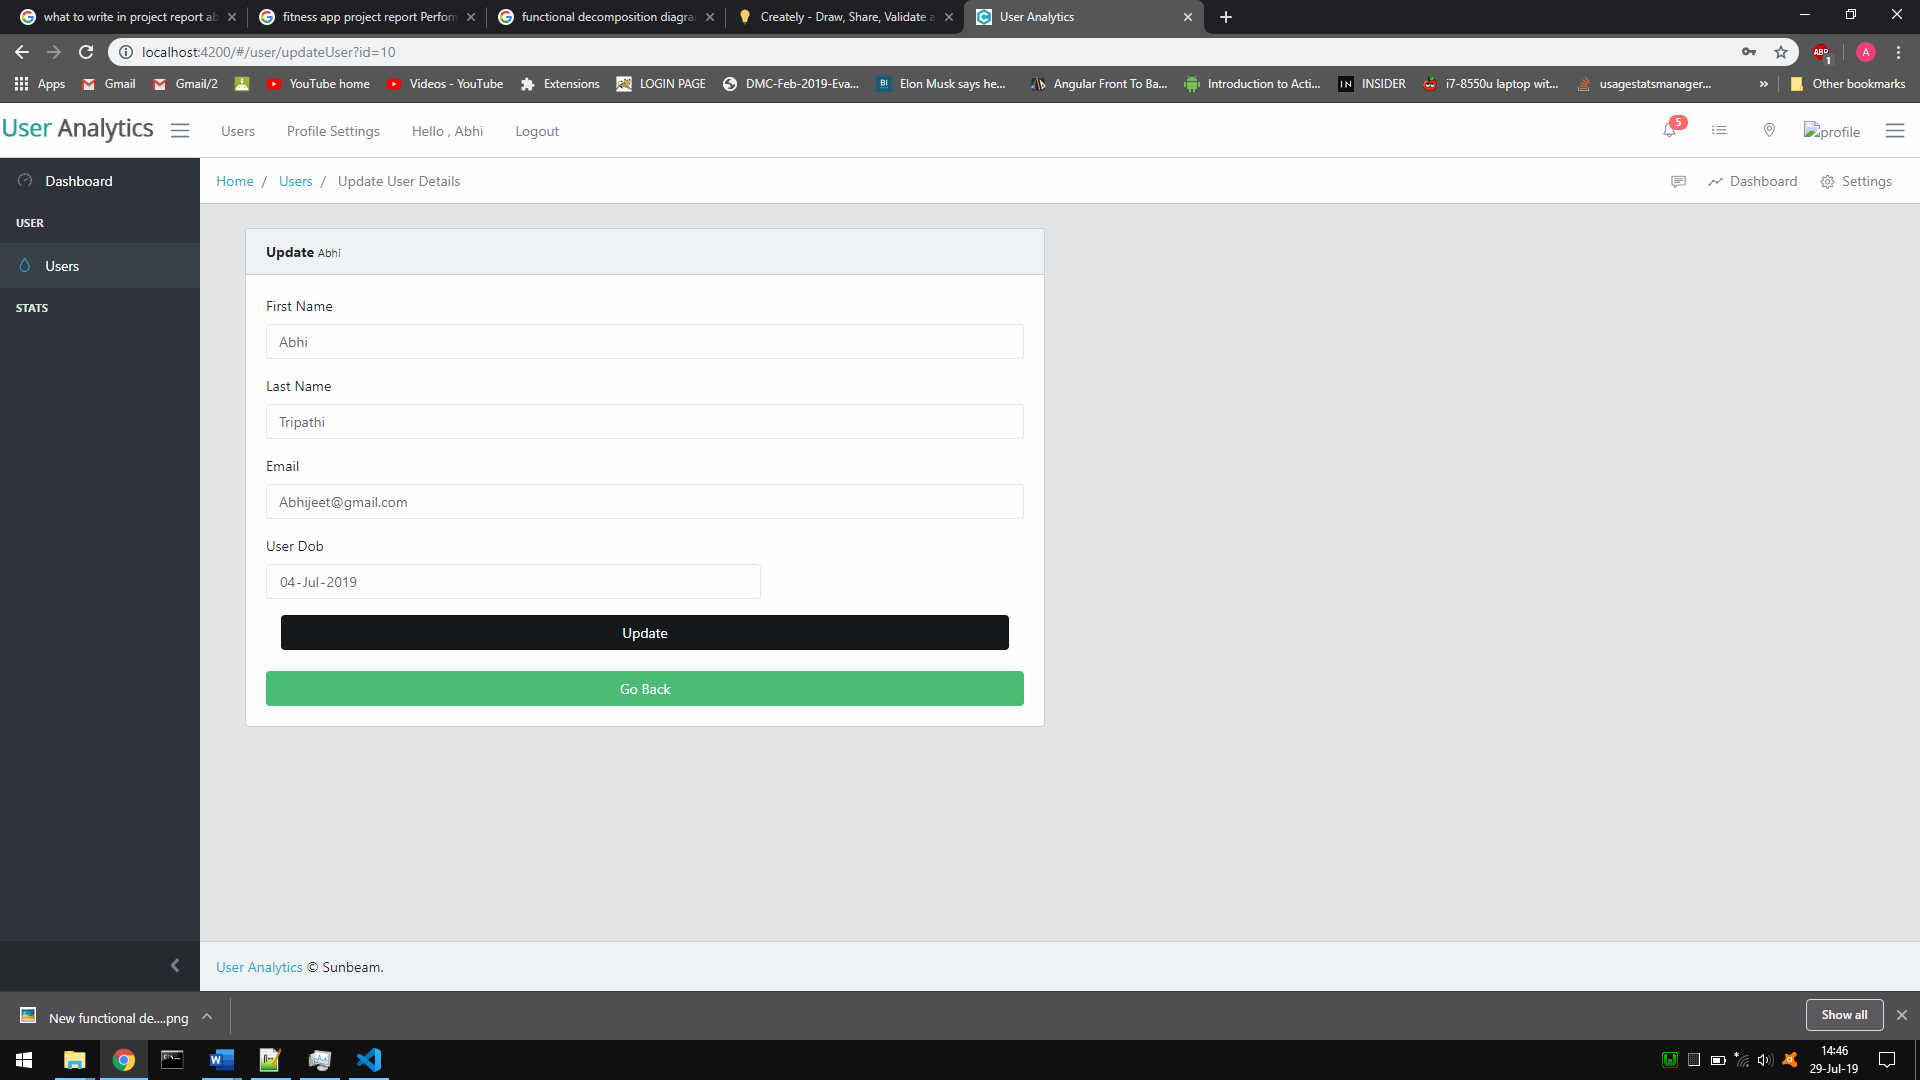 what to write in project report ab
fitness app project report Perforn
functional decomposition diagra
Creately - Draw, Share, Validate a
User Analytics
localhost:4200/#/user/updateUser?id=10
ABP
1
A
Apps
Gmail
Gmail/2
YouTube home
Videos - YouTube
Extensions
LOGIN PAGE
DMC-Feb-2019-Eva...
BI
Elon Musk says he...
Angular Front To Ba...
Introduction to Acti...
IN
INSIDER
i7-8550u laptop wit...
usagestatsmanager...
»
Other bookmarks
User Analytics
Users
Profile Settings
Hello , Abhi
Logout
5
profile
Dashboard
USER
Users
STATS
Home / Users / Update User Details
Dashboard
Settings
Update Abhi
First Name
Abhi
Last Name
Tripathi
Email
Abhijeet@gmail.com
User Dob
04-Jul-2019
Update
Go Back
User Analytics © Sunbeam.
New functional de....png
Show all
14:46
29-Jul-19